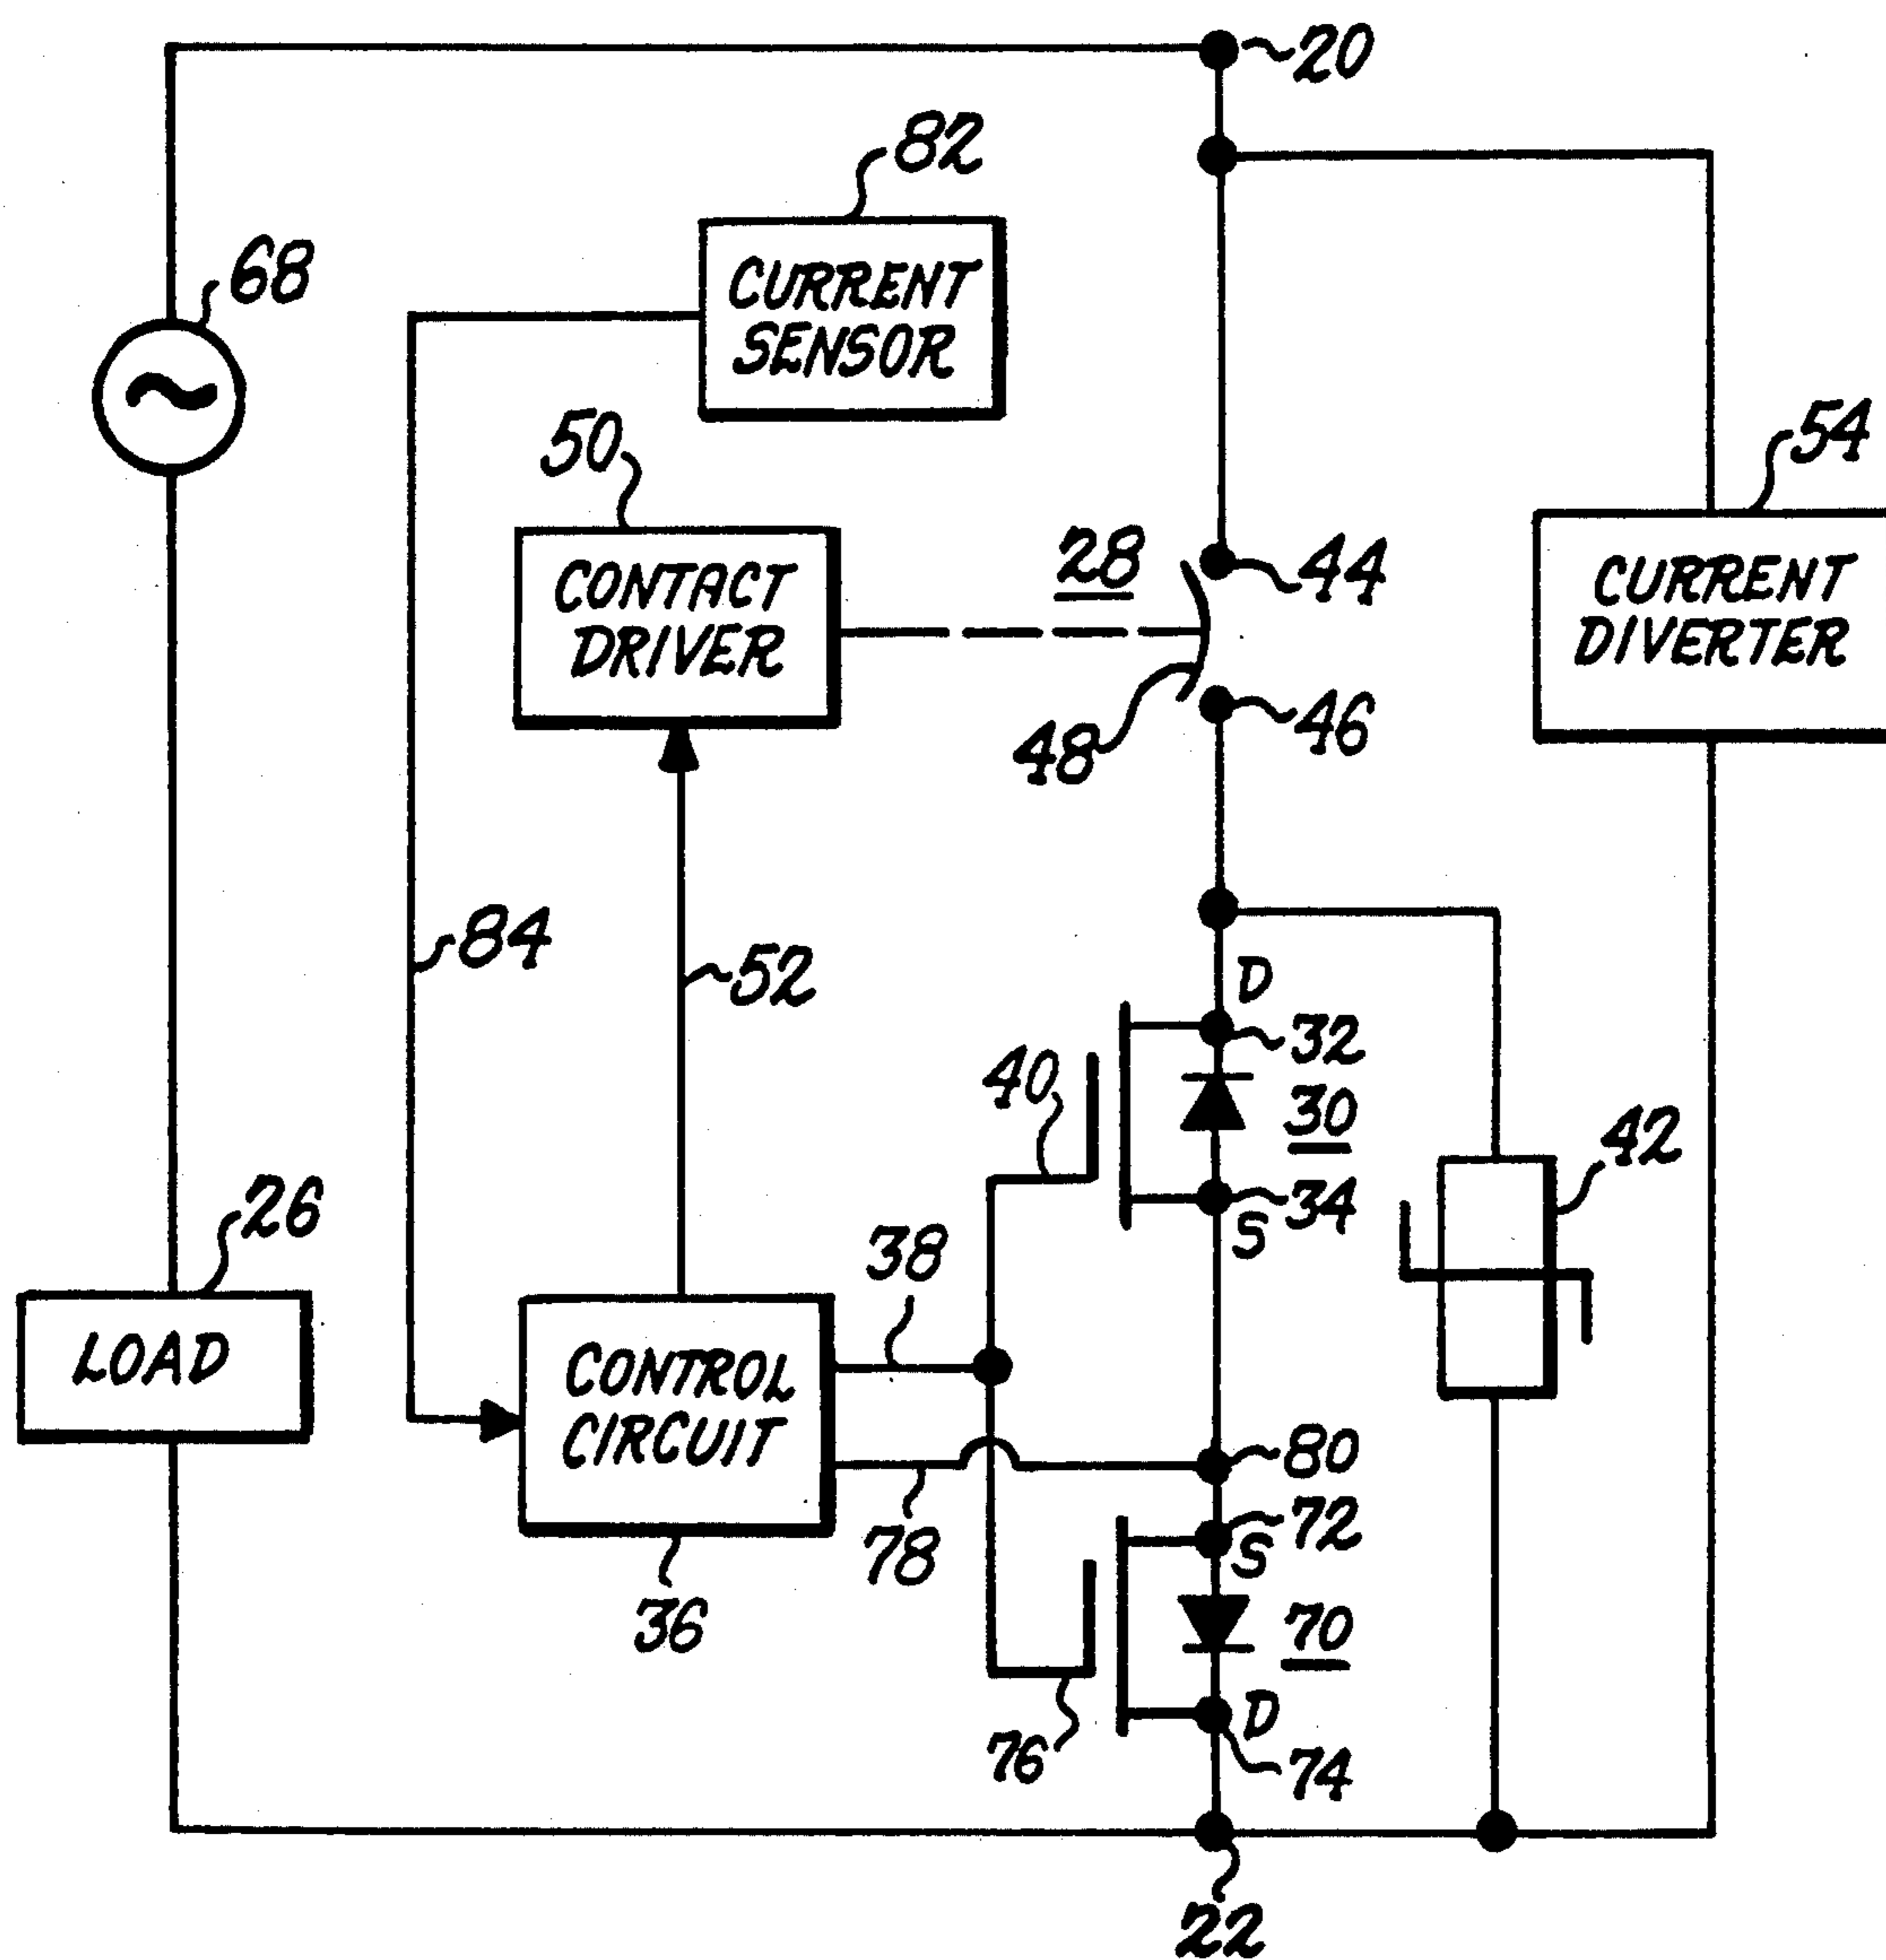 20
82
68
CURRENT
SENSOR
54
50
28
44
CONTACT
DRIVER
CURRENT
DIVERTER
48
46
84
52
D
32
40
30
42
26
34
S
38
LOAD
CONTROL
CIRCUIT
80
72
S
78
36
70
76
D
74
22